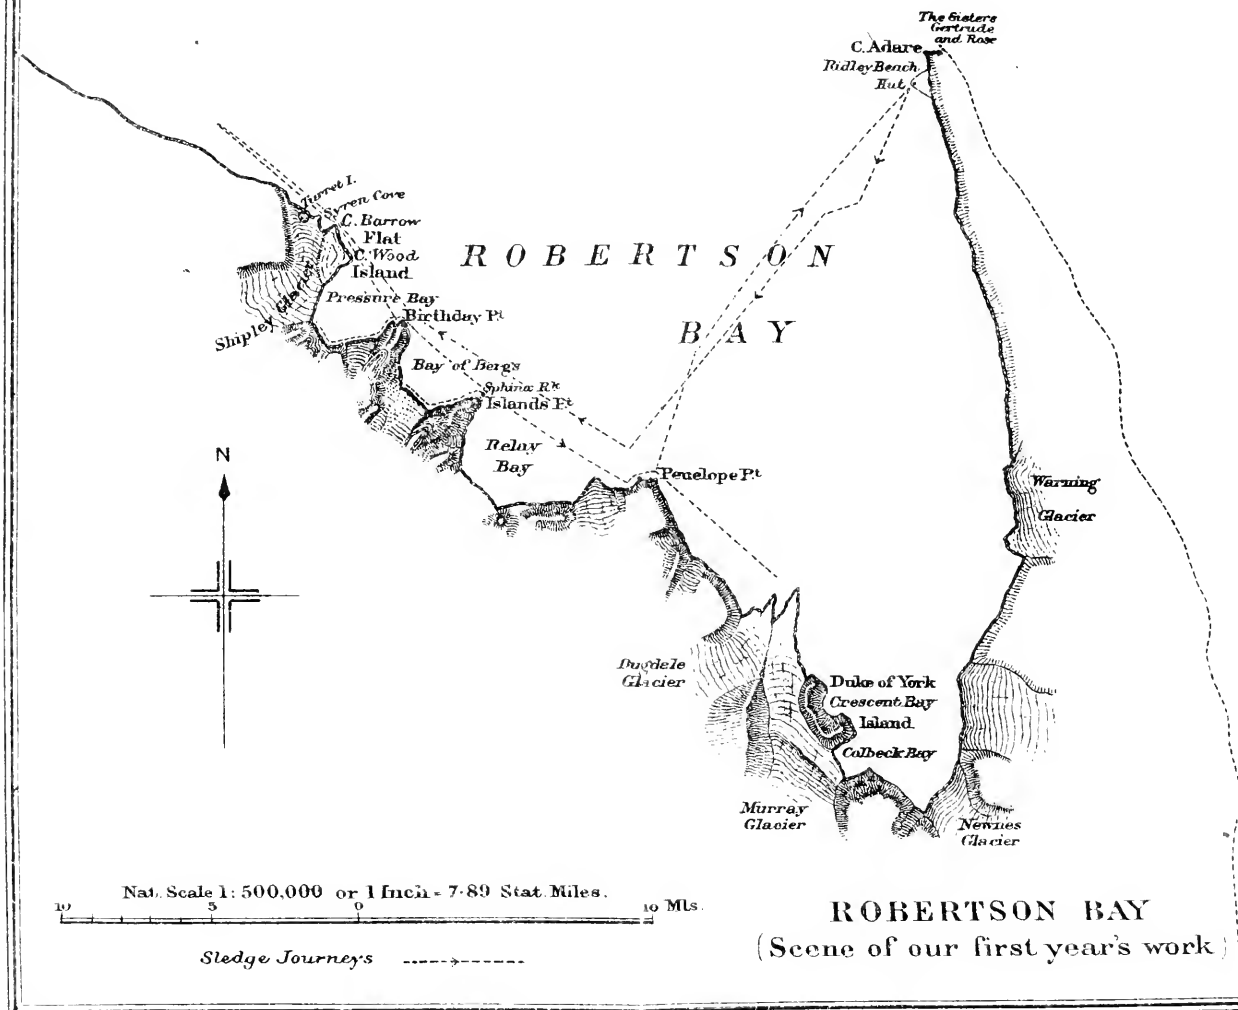 The Sisters
Gertrude
and Rose
C. Adare
Ridley Beach
Hut
Turret I.
Syren Cove
C. Barrow
Flat
C. Wood
Island
ROBERTSON
BAY
Shipley Glacier
Pressure Bay
Birthday Pt
Bay of Bergs
Sphinx Rk
Islands Pt
Relay
Bay
Penelope Pt
Warning
Glacier
N
Dugdele
Glacier
Duke of York
Crescent Bay
Island
Colbeck Bay
Murray
Glacier
Newnes
Glacier
Nat. Scale 1:500,000 or 1 Inch = 7·89 Stat. Miles.
10 5 0 10 Mls.
Sledge Journeys
ROBERTSON BAY
(Scene of our first year's work)